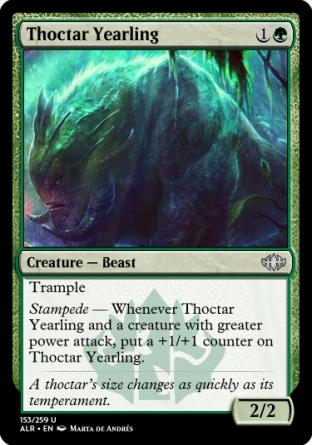 Thoctar Yearling 1
Creature — Beast
Trample
Stampede — Whenever Thoctar
Yearling and a creature with greater
power attack, put a +1/+1 counter on
Thoctar Yearling.
A thoctar's size changes as quickly as its
temperament.
2/2
153/259 U
ALR • EN Marta de Andrés